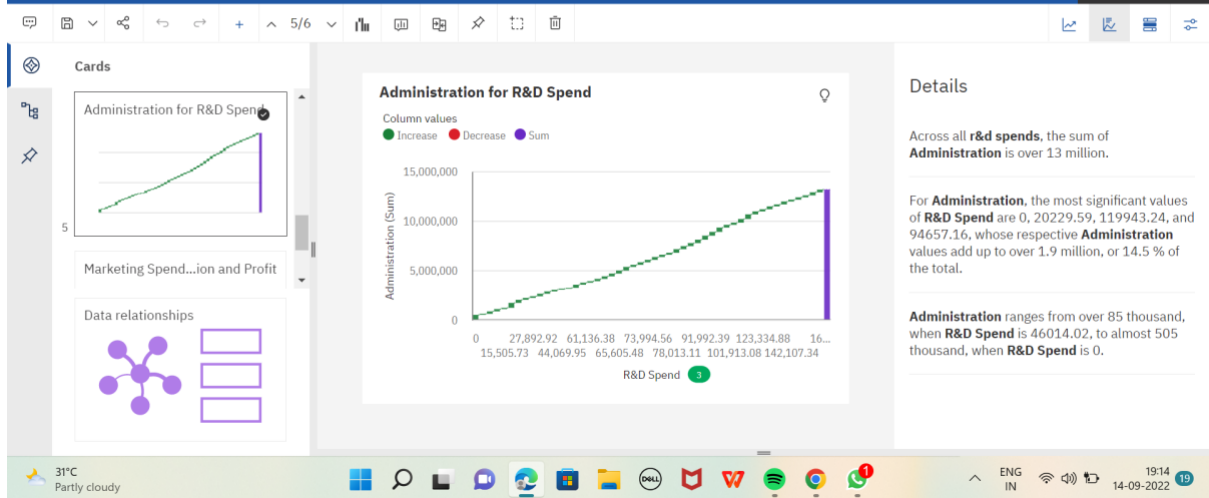 5/6
Cards
Administration for R&D Spend
5
Marketing Spend...ion and Profit
Data relationships
Administration for R&D Spend
Column values
Increase Decrease Sum
Administration (Sum)
15,000,000
10,000,000
5,000,000
0
0 27,892.92 61,136.38 73,994.56 91,992.39 123,334.88 16...
15,505.73 44,069.95 65,605.48 78,013.11 101,913.08 142,107.34
R&D Spend 3
Details
Across all r&d spends, the sum of
Administration is over 13 million.
For Administration, the most significant values
of R&D Spend are 0, 20229.59, 119943.24, and
94657.16, whose respective Administration
values add up to over 1.9 million, or 14.5 % of
the total.
Administration ranges from over 85 thousand,
when R&D Spend is 46014.02, to almost 505
thousand, when R&D Spend is 0.
31°C
Partly cloudy
DELL
1
ENG
IN
19:14
14-09-2022
19